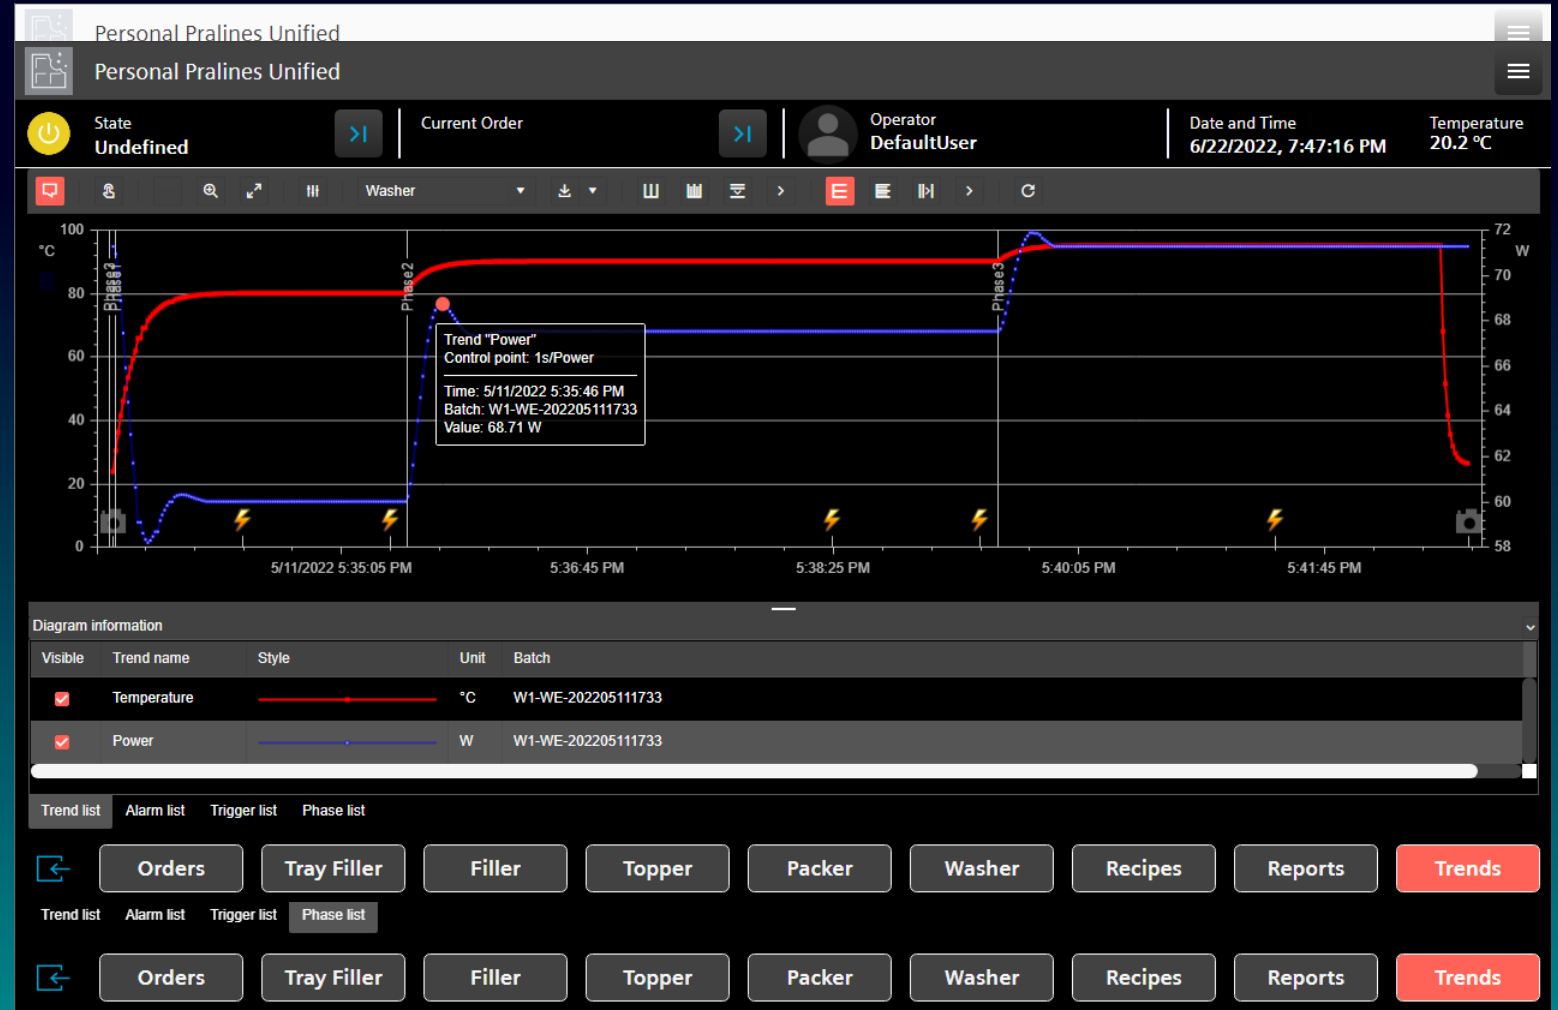 Personal Pralines Unified
Personal Pralines Unified
State
Undefined
Current Order
Operator
DefaultUser
Date and Time
6/22/2022, 7:47:16 PM
Temperature
20.2 °C
Washer
100
80
60
40
20
0
°C
72
70
68
66
64
62
60
58
W
Phase1
Phase2
Phase3
Trend "Power"
Control point: 1s/Power
Time: 5/11/2022 5:35:46 PM
Batch: W1-WE-202205111733
Value: 68.71 W
5/11/2022 5:35:05 PM
5:36:45 PM
5:38:25 PM
5:40:05 PM
5:41:45 PM
Diagram information
Visible Trend name Style Unit Batch
Temperature °C W1-WE-202205111733
Power W W1-WE-202205111733
Trend list Alarm list Trigger list Phase list
Orders Tray Filler Filler Topper Packer Washer Recipes Reports Trends
Trend list Alarm list Trigger list Phase list
Orders Tray Filler Filler Topper Packer Washer Recipes Reports Trends